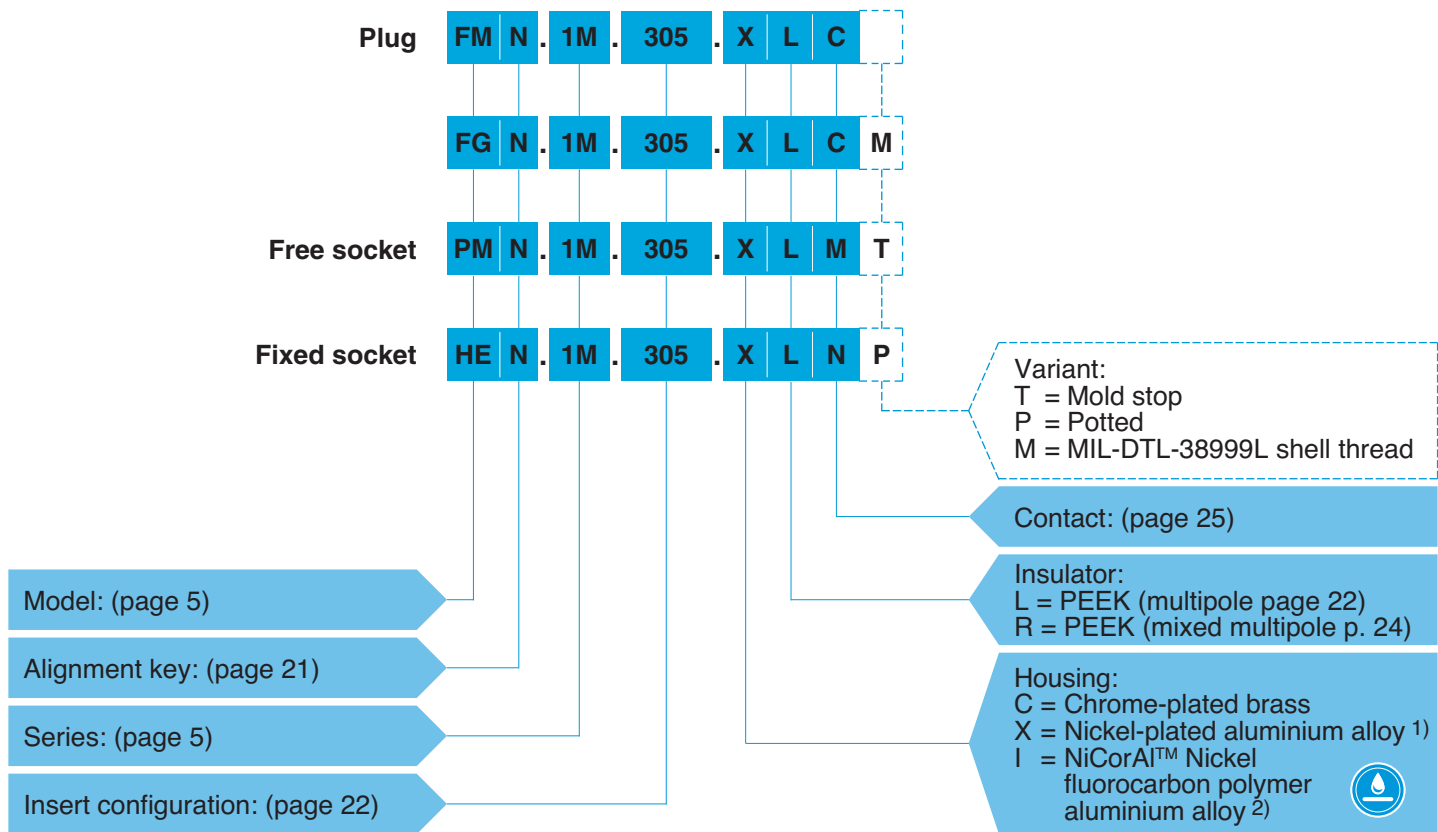 Plug FM N . 1M . 305 . X L C
FG N . 1M . 305 . X L C M
Free socket PM N . 1M . 305 . X L M T
Fixed socket HE N . 1M . 305 . X L N P
Variant:
T = Mold stop
P = Potted
M = MIL-DTL-38999L shell thread
Contact: (page 25)
Insulator:
L = PEEK (multipole page 22)
R = PEEK (mixed multipole p. 24)
Housing:
C = Chrome-plated brass
X = Nickel-plated aluminium alloy 1)
I = NiCorAl™ Nickel
fluorocarbon polymer
aluminium alloy 2)
Model: (page 5)
Alignment key: (page 21)
Series: (page 5)
Insert configuration: (page 22)